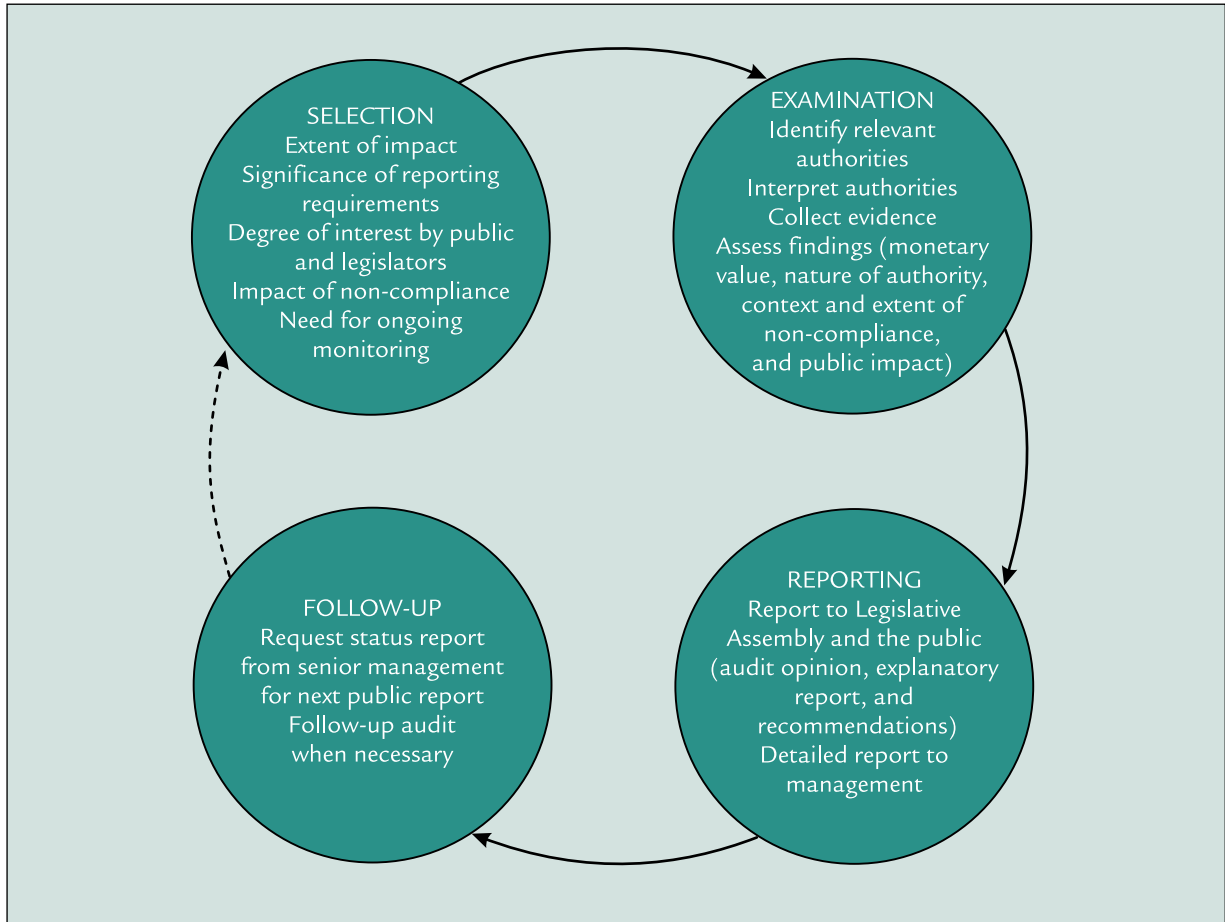 SELECTION
Extent of impact
Significance of reporting
requirements
Degree of interest by public
and legislators
Impact of non-compliance
Need for ongoing
monitoring
EXAMINATION
Identify relevant
authorities
Interpret authorities
Collect evidence
Assess findings (monetary
value, nature of authority,
context and extent of
non-compliance,
and public impact)
REPORTING
Report to Legislative
Assembly and the public
(audit opinion, explanatory
report, and
recommendations)
Detailed report to
management
FOLLOW-UP
Request status report
from senior management
for next public report
Follow-up audit
when necessary